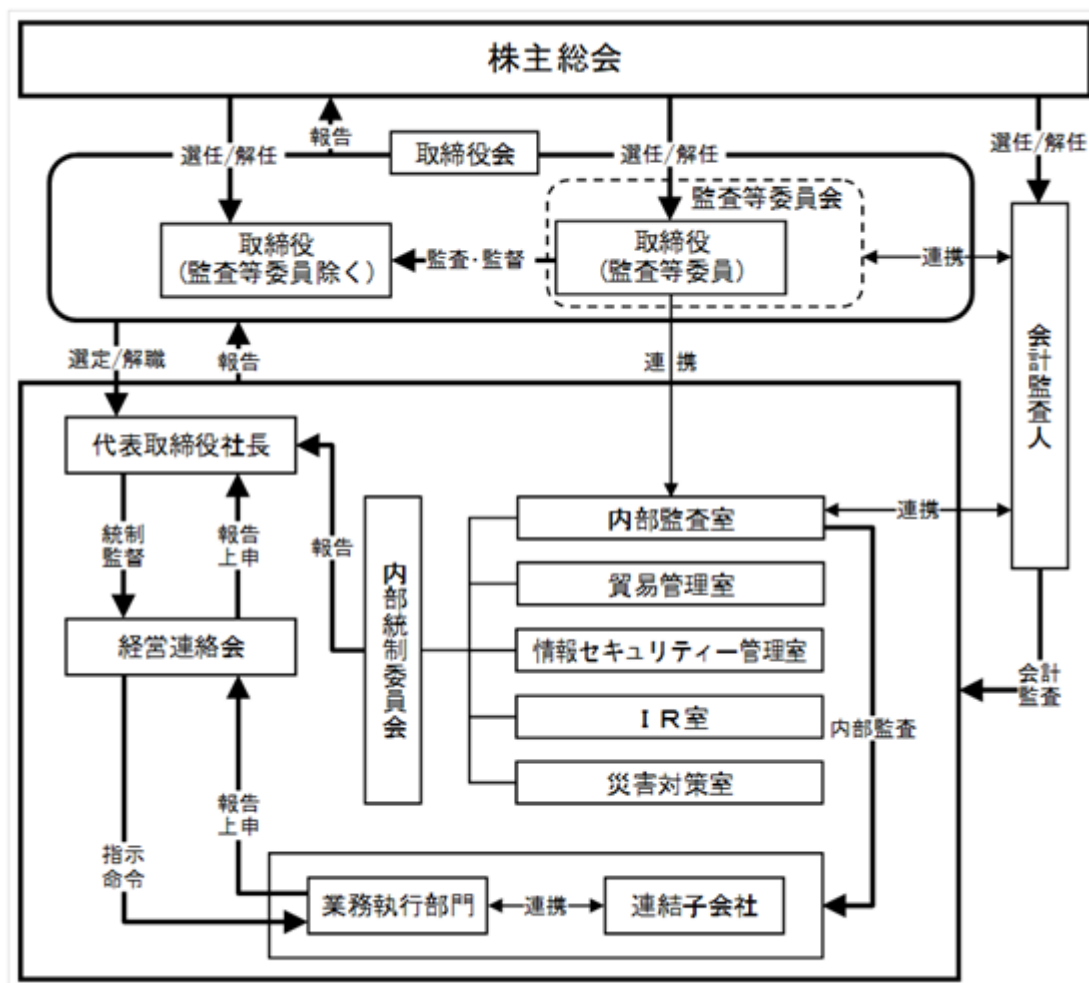 株主総会
報告
選任/解任
取締役会
選任/解任
選任/解任
監査等委員会
取締役
(監査等委員除く)
監査・監督
取締役
(監査等委員)
連携
会計監査人
選定/解職
報告
連携
代表取締役社長
統制
監督
報告
上申
報告
内部統制委員会
内部監査室
連携
貿易管理室
経営連絡会
情報セキュリティー管理室
会計
監査
IR室
内部監査
災害対策室
報告
上申
指示
命令
業務執行部門
連携
連結子会社